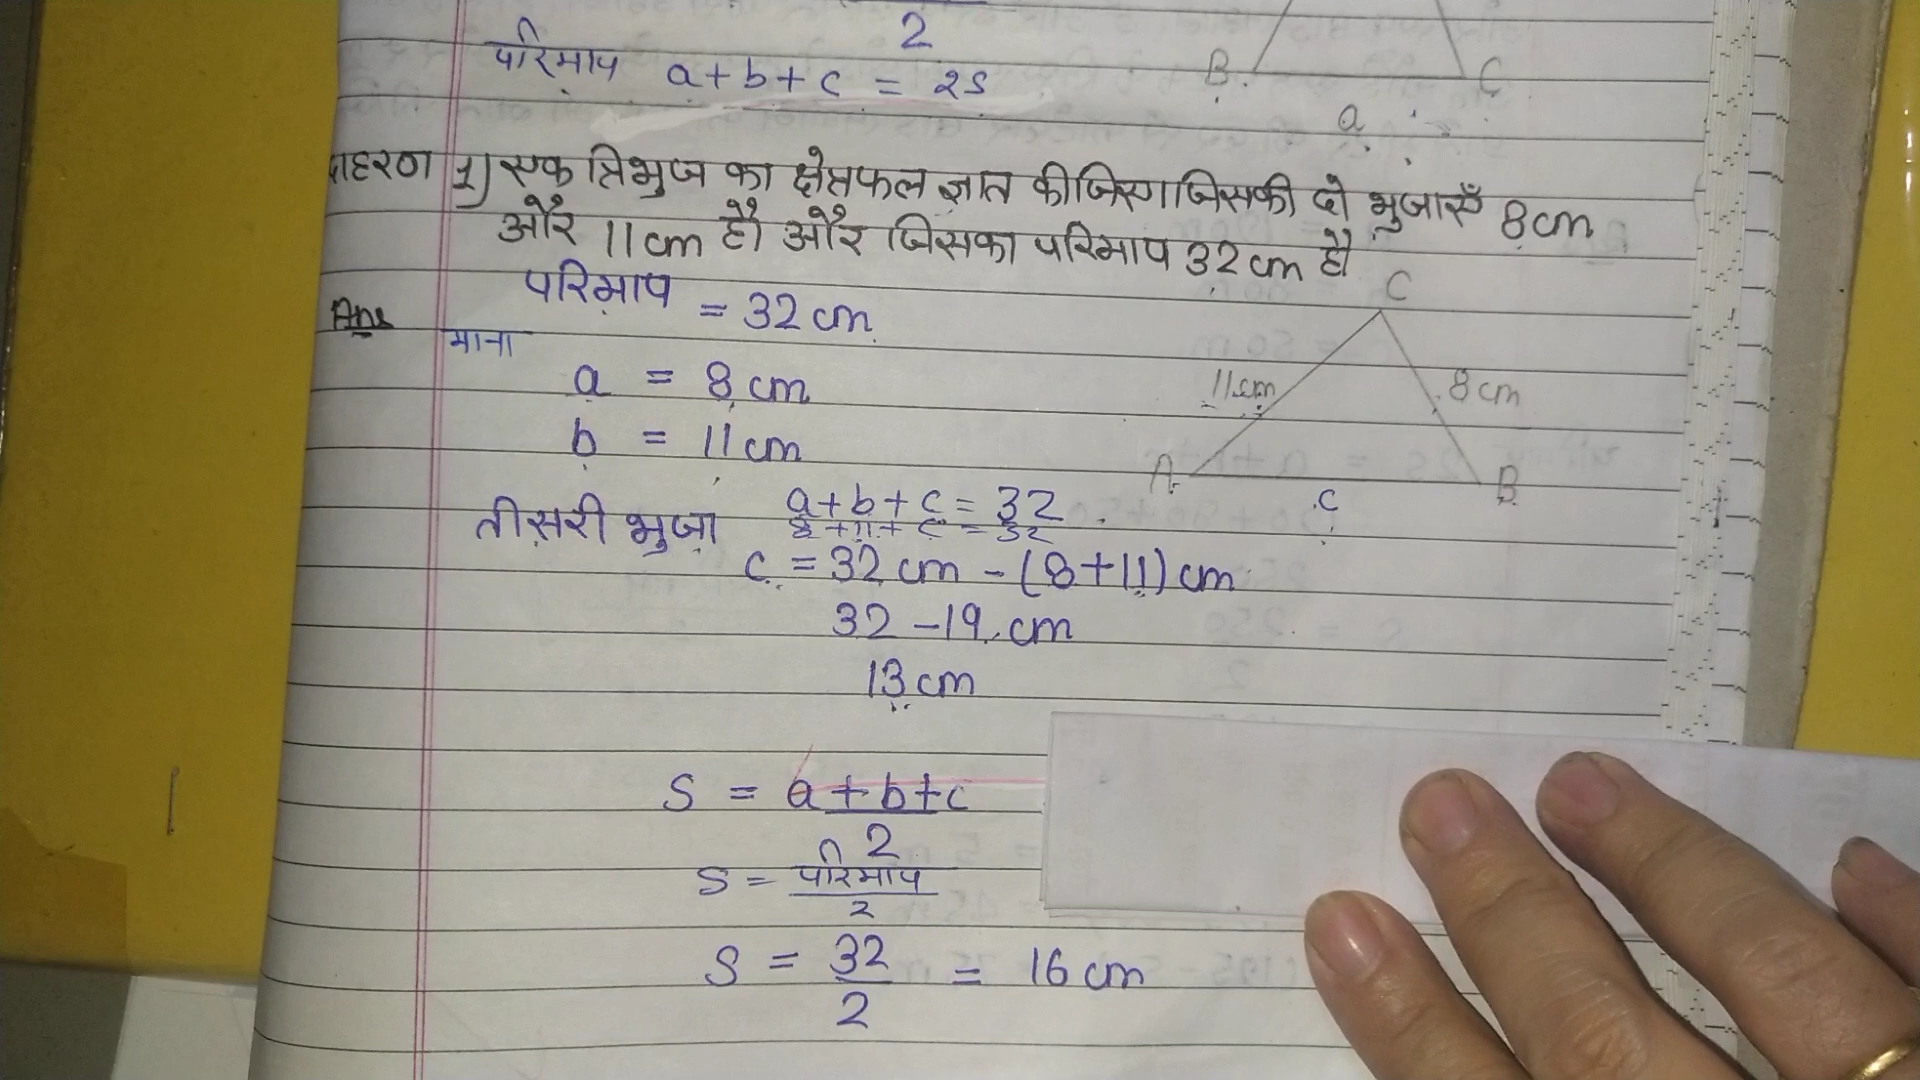 2
परिमाप a+b+c = 2s
B C
a
दाहरण 1) एक त्रिभुज का क्षेत्रफल ज्ञात कीजिए जिसकी दो भुजाएँ 8cm
और 11cm है और जिसका परिमाप 32cm है
Ans परिमाप = 32 cm
माना
a = 8 cm
b = 11 cm
C
11cm 8cm
A c B
तीसरी भुजा a+b+c = 32
8+11+c = 32
c = 32 cm - (8+11) cm
32 - 19 cm
13 cm
S = a+b+c
2
S = परिमाप
2
S = 32 = 16 cm
2